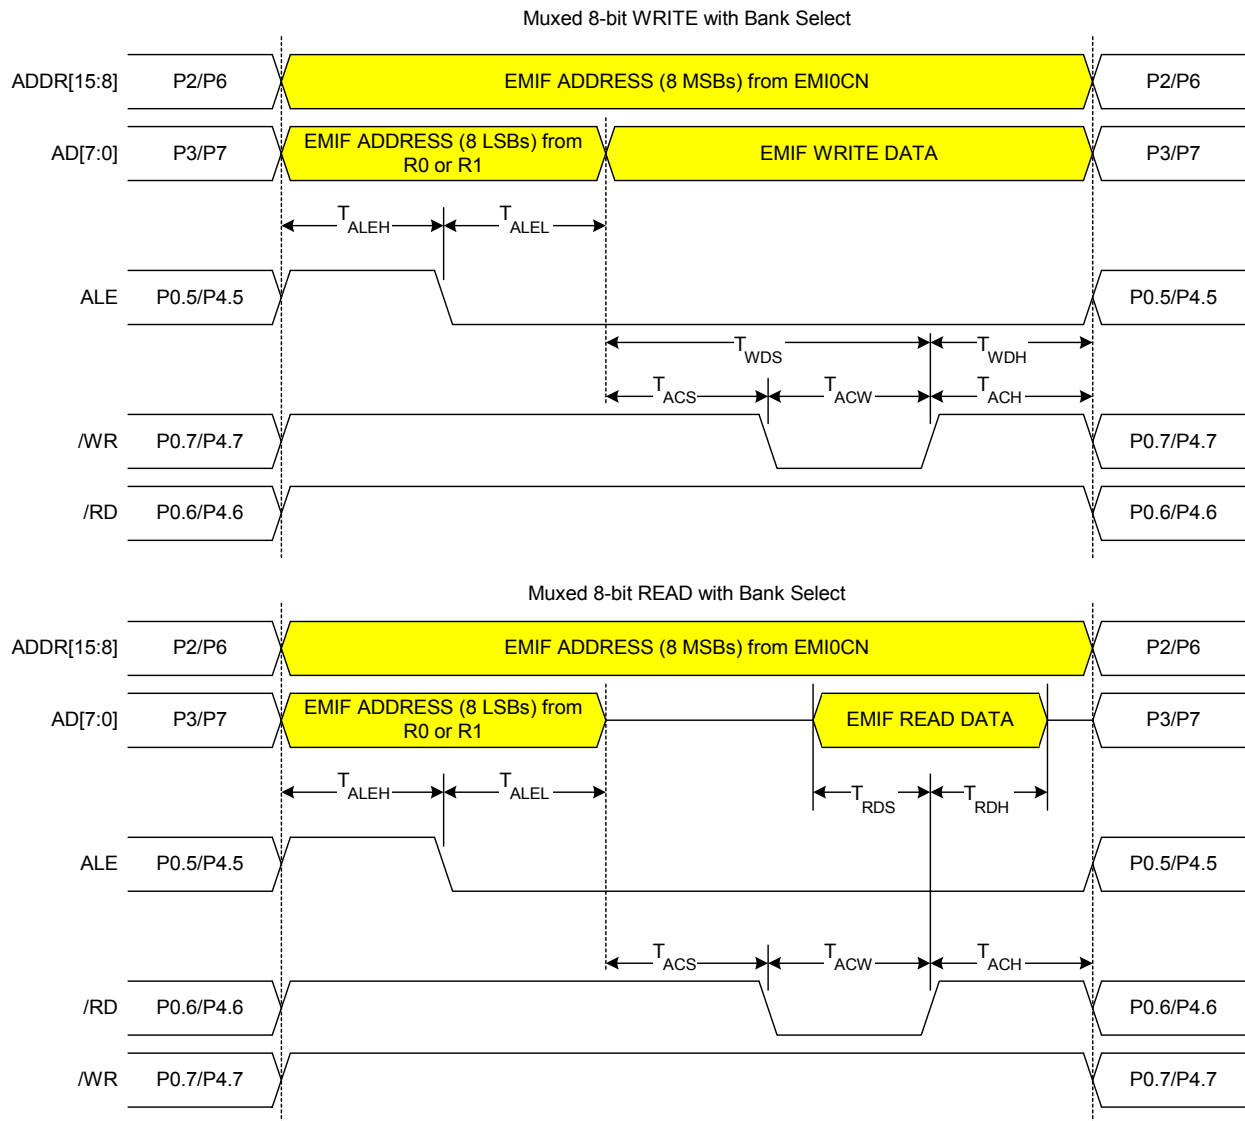 Muxed 8-bit WRITE with Bank Select
ADDR[15:8] P2/P6 EMIF ADDRESS (8 MSBs) from EMI0CN P2/P6
AD[7:0] P3/P7 EMIF ADDRESS (8 LSBs) from
R0 or R1 EMIF WRITE DATA P3/P7
TALEH TALEL
ALE P0.5/P4.5 P0.5/P4.5
TWDS TWDH
TACS TACW TACH
/WR P0.7/P4.7 P0.7/P4.7
/RD P0.6/P4.6 P0.6/P4.6
Muxed 8-bit READ with Bank Select
ADDR[15:8] P2/P6 EMIF ADDRESS (8 MSBs) from EMI0CN P2/P6
AD[7:0] P3/P7 EMIF ADDRESS (8 LSBs) from
R0 or R1 EMIF READ DATA P3/P7
TALEH TALEL TRDS TRDH
ALE P0.5/P4.5 P0.5/P4.5
TACS TACW TACH
/RD P0.6/P4.6 P0.6/P4.6
/WR P0.7/P4.7 P0.7/P4.7